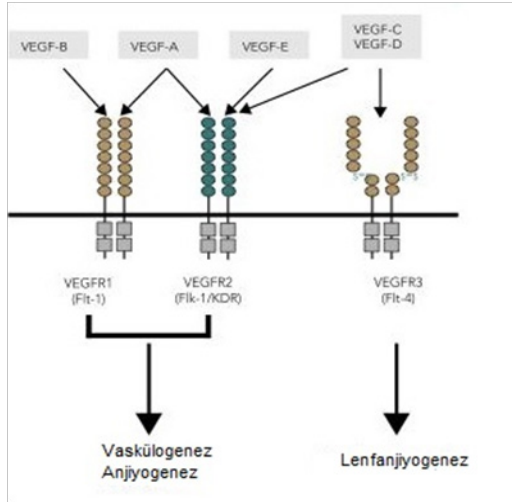 VEGF-B
VEGF-A
VEGF-E
VEGF-C
VEGF-D
S=S
S=S
VEGFR1
(Flt-1)
VEGFR2
(Flk-1/KDR)
VEGFR3
(Flt-4)
Vaskülogenez
Anjiyogenez
Lenfanjiyogenez